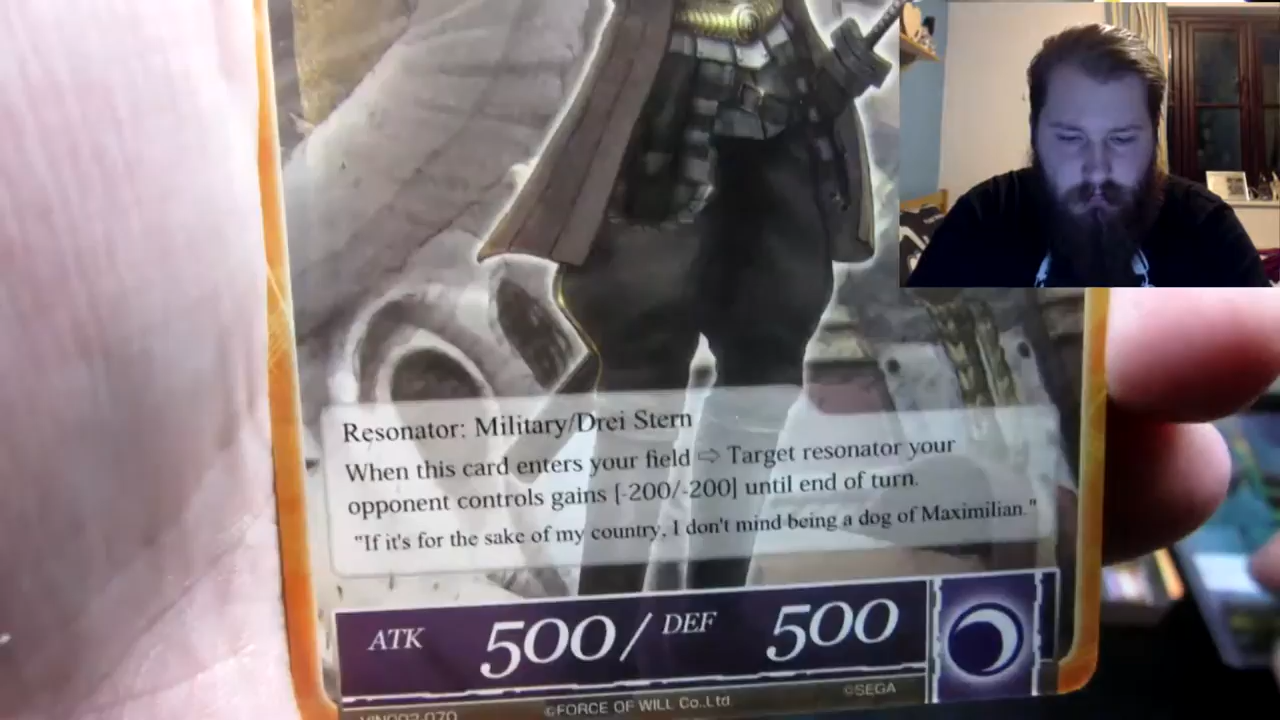 Resonator: Military/Drei Stern
When this card enters your field ⇨ Target resonator your
opponent controls gains [-200/-200] until end of turn.
"If it's for the sake of my country, I don't mind being a dog of Maximilian."
ATK 500 / DEF 500
©FORCE OF WILL Co.,Ltd. ©SEGA